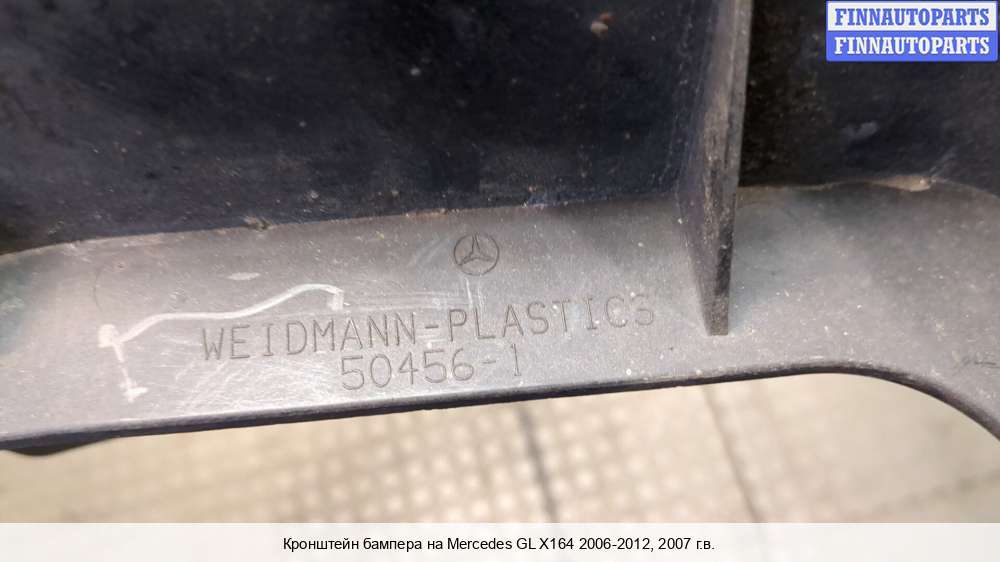 FINNAUTOPARTS
FINNAUTOPARTS
WEIDMANN-PLASTICS
50456-1
Кронштейн бампера на Mercedes GL X164 2006-2012, 2007 г.в.